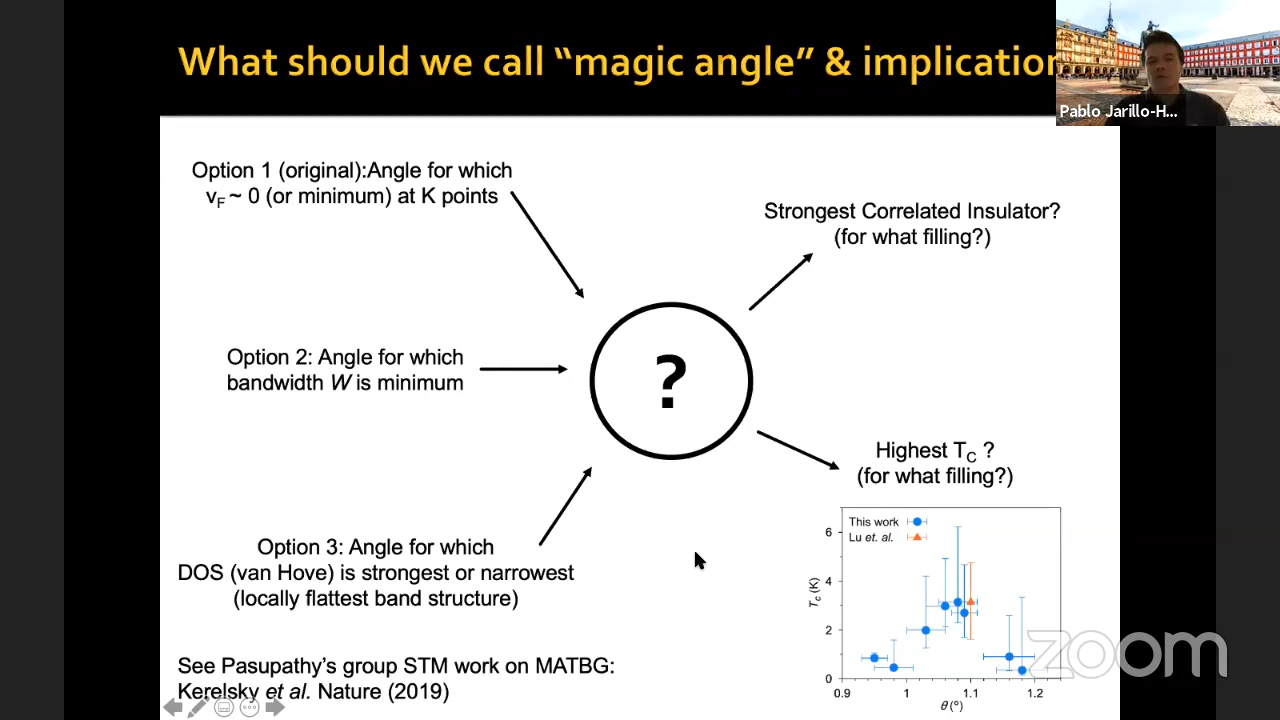 What should we call “magic angle” & implication
Pablo Jarillo-H...
Option 1 (original):Angle for which
vF ~ 0 (or minimum) at K points
Strongest Correlated Insulator?
(for what filling?)
Option 2: Angle for which
bandwidth W is minimum
?
Highest TC ?
(for what filling?)
Option 3: Angle for which
DOS (van Hove) is strongest or narrowest
(locally flattest band structure)
See Pasupathy’s group STM work on MATBG:
Kerelsky et al. Nature (2019)
This work
Lu et. al.
6
4
2
0
Tc (K)
0.9 1 1.1 1.2
θ (°)
zoom